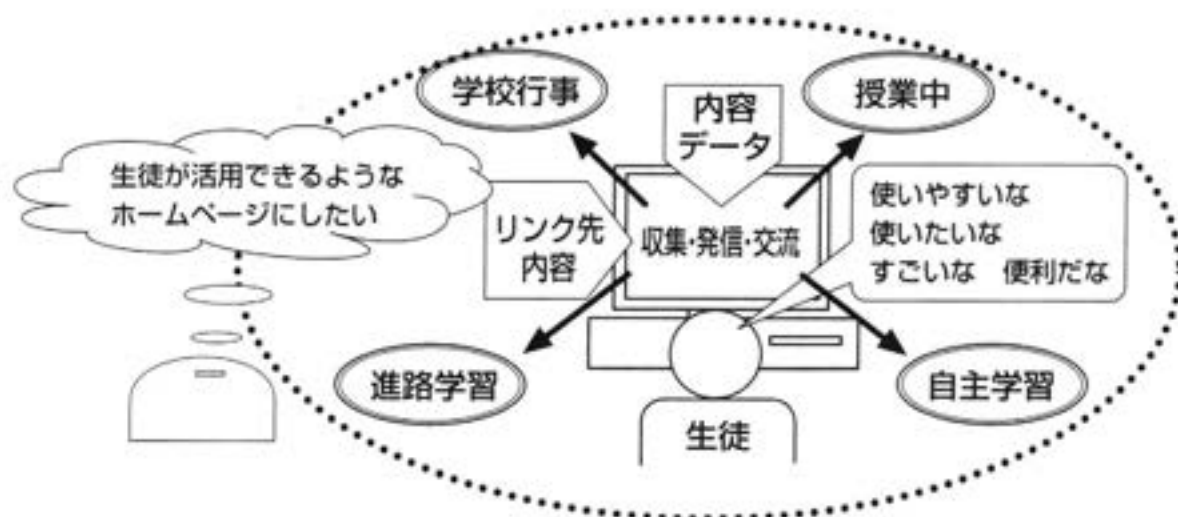 学校行事
授業中
内容
データ
生徒が活用できるような
ホームページにしたい
リンク先
内容
収集・発信・交流
使いやすいな
使いたいな
すごいな 便利だな
進路学習
自主学習
生徒